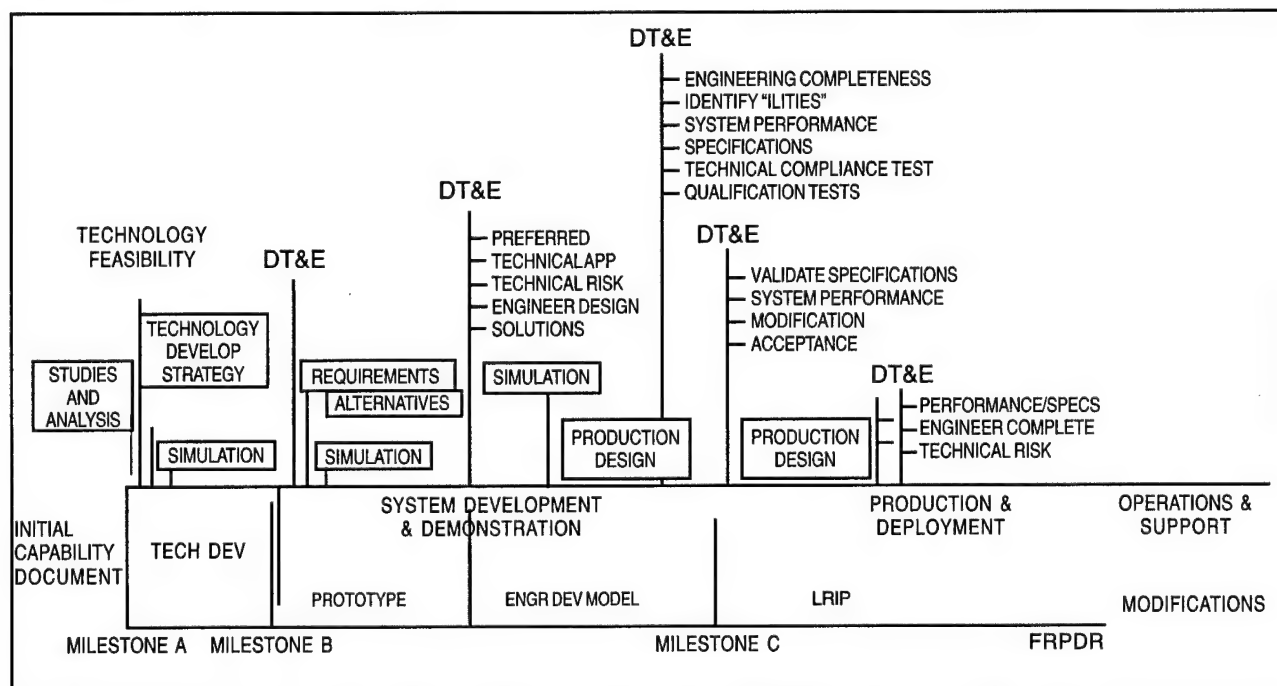 DT&E
ENGINEERING COMPLETENESS
IDENTIFY “ILITIES”
SYSTEM PERFORMANCE
SPECIFICATIONS
TECHNICAL COMPLIANCE TEST
QUALIFICATION TESTS
DT&E
PREFERRED
TECHNICALAPP
TECHNICAL RISK
ENGINEER DESIGN
SOLUTIONS
TECHNOLOGY
FEASIBILITY
DT&E
DT&E
VALIDATE SPECIFICATIONS
SYSTEM PERFORMANCE
MODIFICATION
ACCEPTANCE
TECHNOLOGY
DEVELOP
STRATEGY
STUDIES
AND
ANALYSIS
REQUIREMENTS
ALTERNATIVES
SIMULATION
DT&E
PERFORMANCE/SPECS
ENGINEER COMPLETE
TECHNICAL RISK
SIMULATION
SIMULATION
PRODUCTION
DESIGN
PRODUCTION
DESIGN
INITIAL
CAPABILITY
DOCUMENT
TECH DEV
SYSTEM DEVELOPMENT
& DEMONSTRATION
PRODUCTION &
DEPLOYMENT
OPERATIONS &
SUPPORT
PROTOTYPE
ENGR DEV MODEL
LRIP
MODIFICATIONS
MILESTONE A
MILESTONE B
MILESTONE C
FRPDR